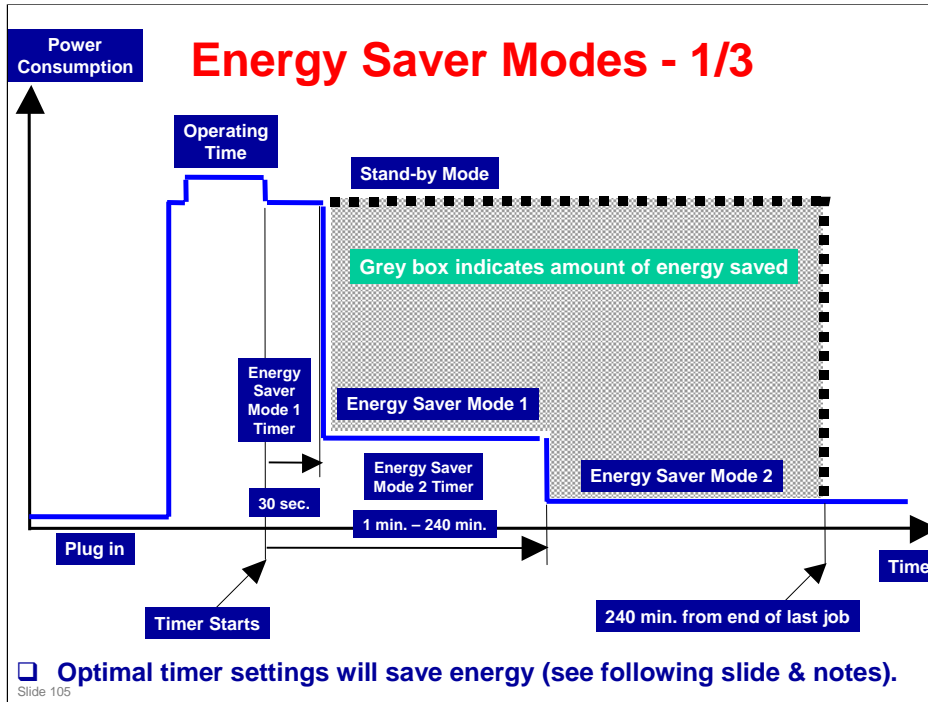 Power
Consumption
Energy Saver Modes - 1/3
Operating
Time
Stand-by Mode
Grey box indicates amount of energy saved
Energy
Saver
Mode 1
Timer
Energy Saver Mode 1
Energy Saver
Mode 2 Timer
Energy Saver Mode 2
30 sec.
1 min. – 240 min.
Plug in
Time
Timer Starts
240 min. from end of last job
❑ Optimal timer settings will save energy (see following slide & notes).
Slide 105